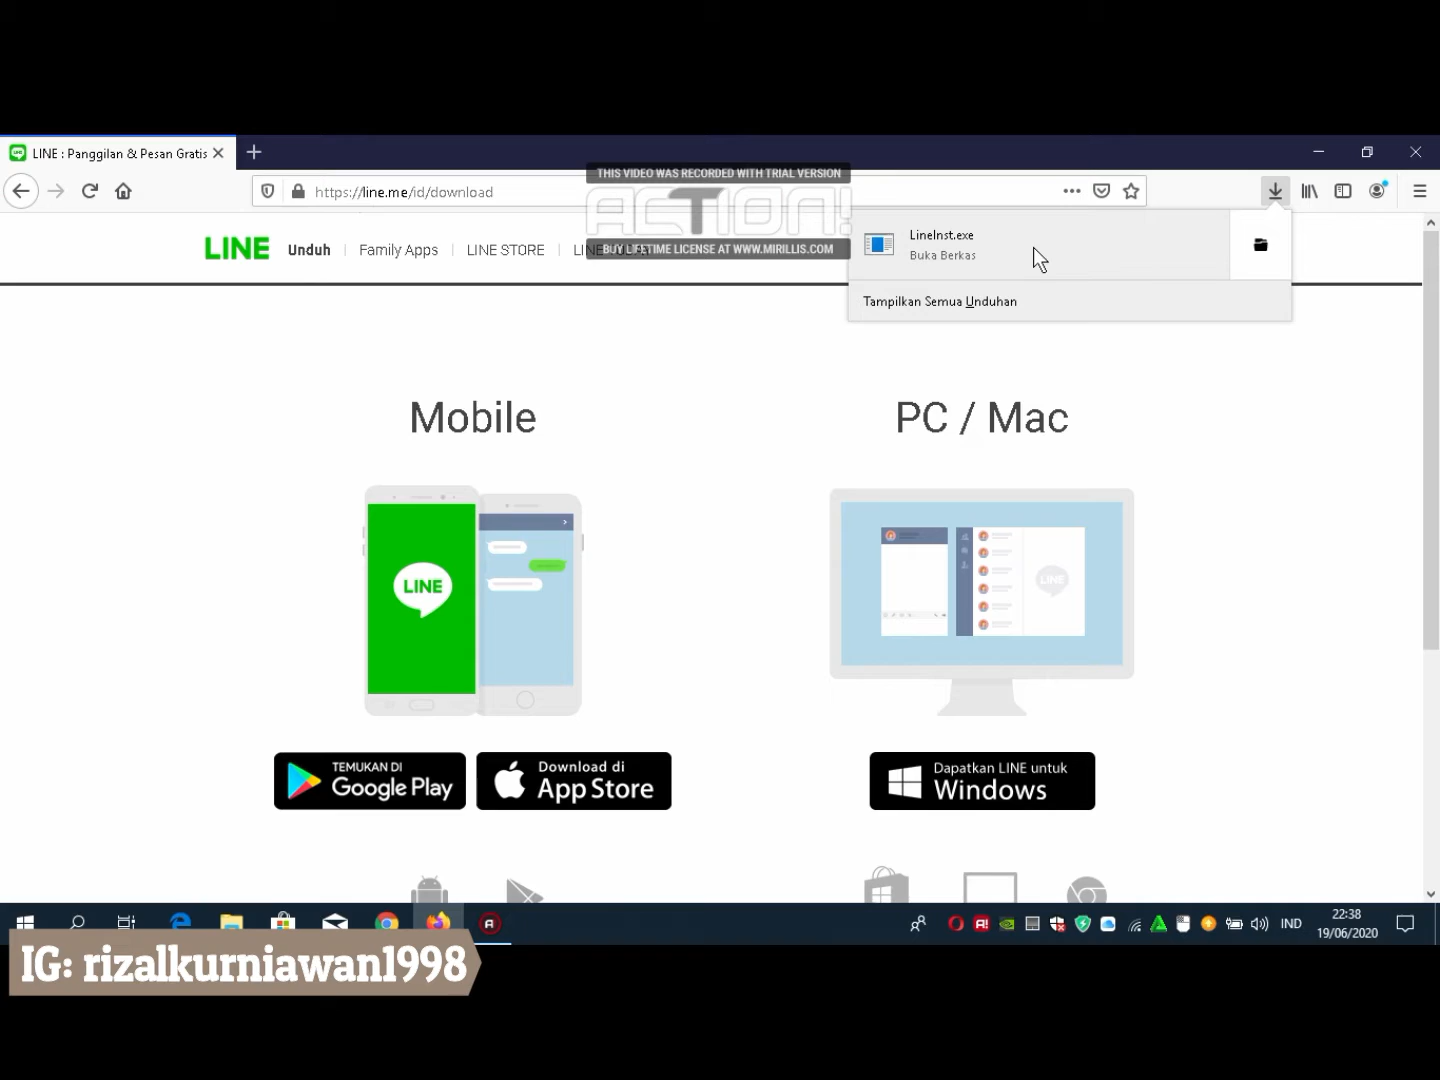 LINE : Panggilan & Pesan Gratis
https://line.me/id/download
THIS VIDEO WAS RECORDED WITH TRIAL VERSION
ACTION!
BUY LIFETIME LICENSE AT WWW.MIRILLIS.COM
LINE
Unduh
Family Apps
LINE STORE
LineInst.exe
Buka Berkas
Tampilkan Semua Unduhan
Mobile
PC / Mac
LINE
LINE
TEMUKAN DI
Google Play
Download di
App Store
Dapatkan LINE untuk
Windows
IND
22:38
19/06/2020
IG: rizalkurniawan1998